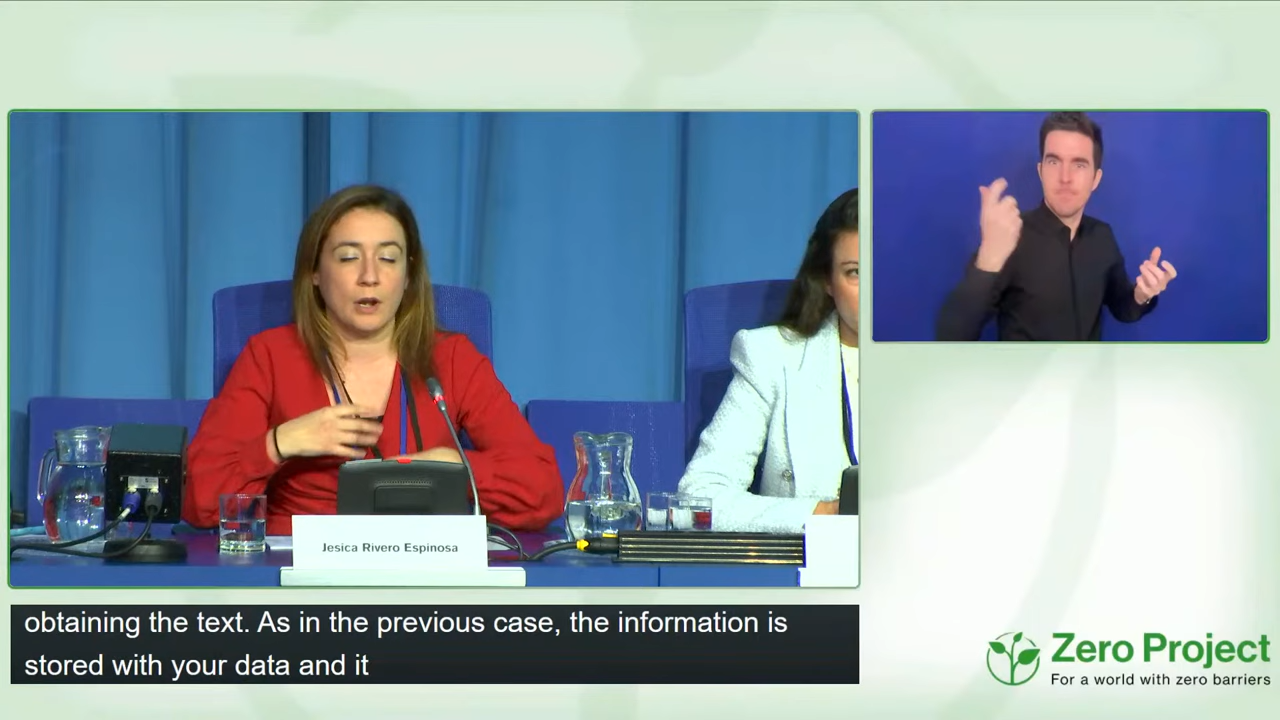 Jesica Rivero Espinosa
obtaining the text. As in the previous case, the information is
stored with your data and it
Zero Project
For a world with zero barriers